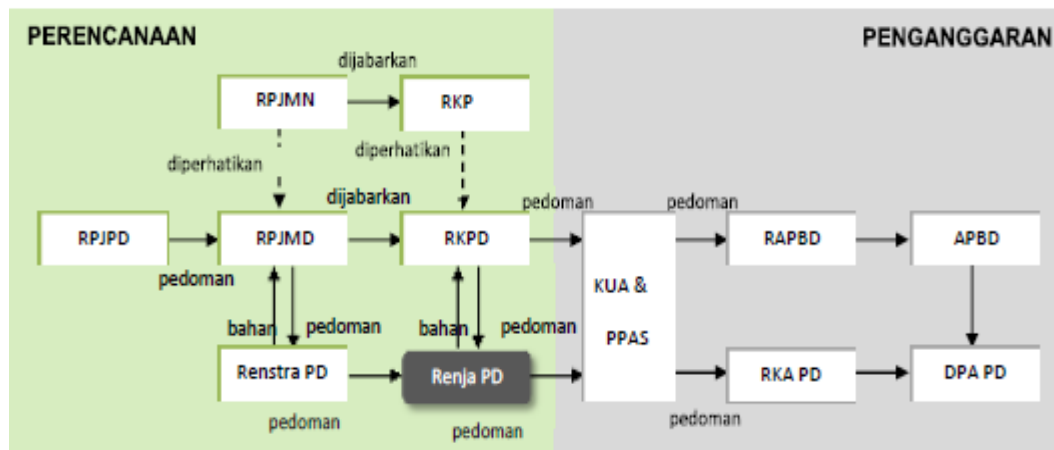 PERENCANAAN
PENGANGGARAN
dijabarkan
RPJMN
RKP
diperhatikan
diperhatikan
dijabarkan
pedoman
pedoman
RPJPD
RPJMD
RKPD
RAPBD
APBD
pedoman
KUA &
PPAS
bahan
pedoman
bahan
pedoman
Renstra PD
Renja PD
RKA PD
DPA PD
pedoman
pedoman
pedoman